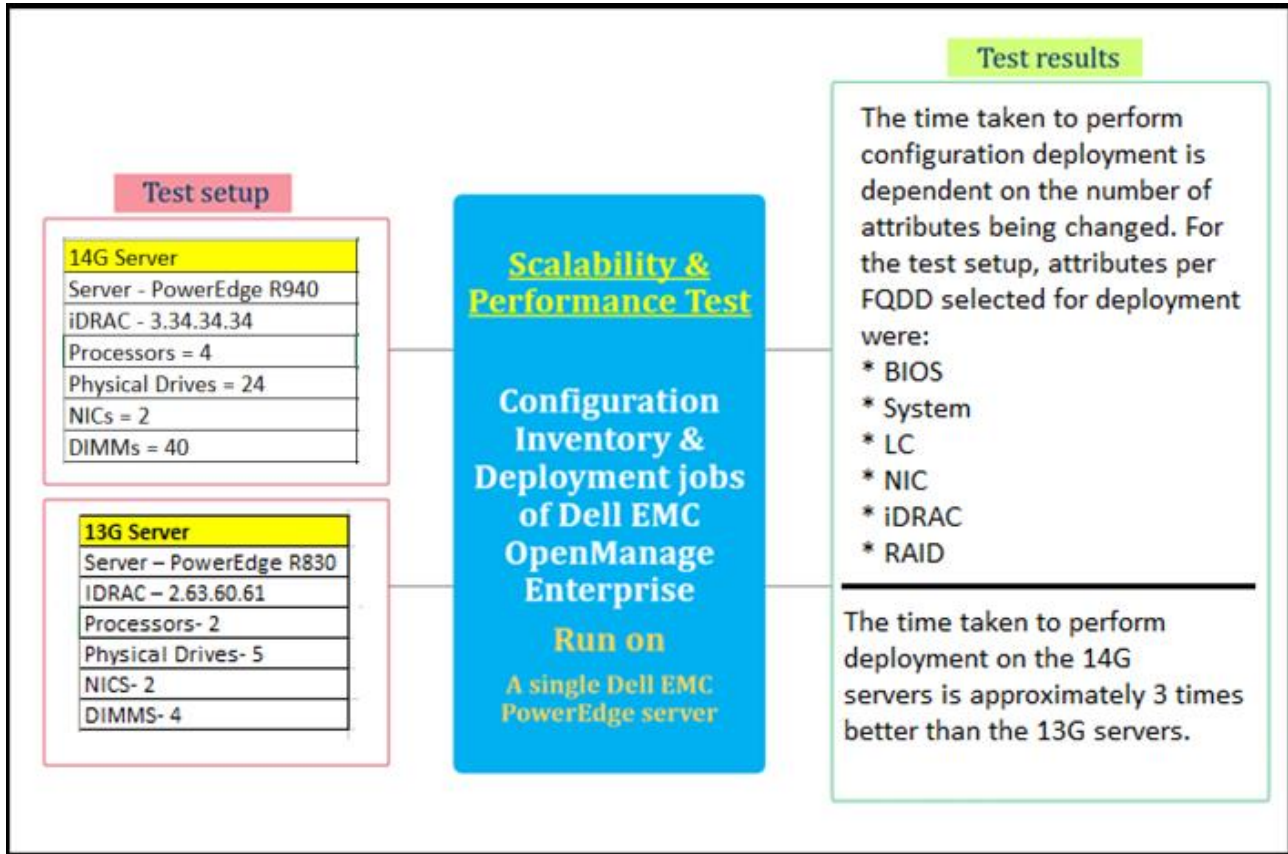 Test setup
14G Server
Server - PowerEdge R940
iDRAC - 3.34.34.34
Processors = 4
Physical Drives = 24
NICs = 2
DIMMs = 40
13G Server
Server – PowerEdge R830
IDRAC – 2.63.60.61
Processors- 2
Physical Drives- 5
NICS- 2
DIMMS- 4
Scalability &
Performance Test
Configuration
Inventory &
Deployment jobs
of Dell EMC
OpenManage
Enterprise
Run on
A single Dell EMC
PowerEdge server
Test results
The time taken to perform
configuration deployment is
dependent on the number of
attributes being changed. For
the test setup, attributes per
FQDD selected for deployment
were:
* BIOS
* System
* LC
* NIC
* iDRAC
* RAID
The time taken to perform
deployment on the 14G
servers is approximately 3 times
better than the 13G servers.